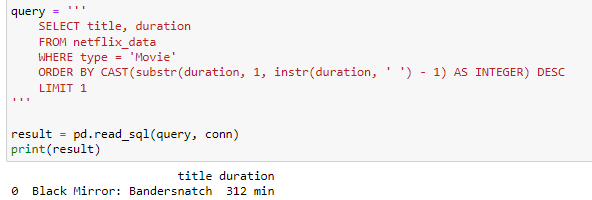 query = '''
    SELECT title, duration
    FROM netflix_data
    WHERE type = 'Movie'
    ORDER BY CAST(substr(duration, 1, instr(duration, ' ') - 1) AS INTEGER) DESC
    LIMIT 1
'''

result = pd.read_sql(query, conn)
print(result)

                        title duration
0  Black Mirror: Bandersnatch  312 min